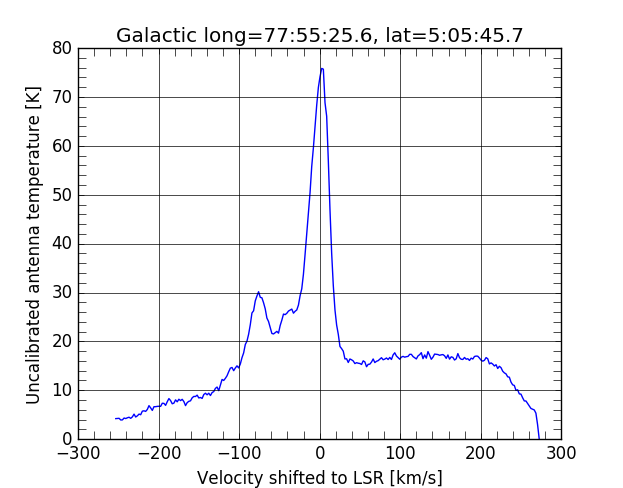 Galactic long=77:55:25.6, lat=5:05:45.7
80
70
60
50
40
30
20
10
0
Uncalibrated antenna temperature [K]
−300 −200 −100 0 100 200 300
Velocity shifted to LSR [km/s]